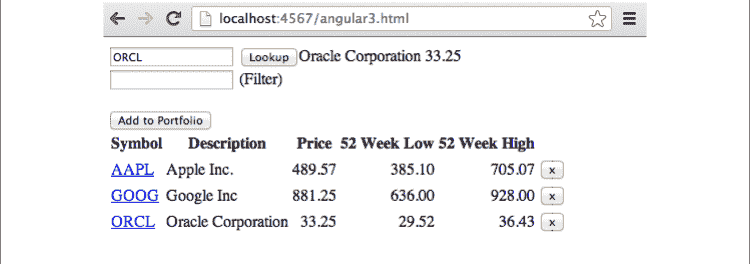 localhost:4567/angular3.html
ORCL Lookup Oracle Corporation 33.25
(Filter)
Add to Portfolio
Symbol Description Price 52 Week Low 52 Week High
AAPL Apple Inc. 489.57 385.10 705.07 x
GOOG Google Inc 881.25 636.00 928.00 x
ORCL Oracle Corporation 33.25 29.52 36.43 x